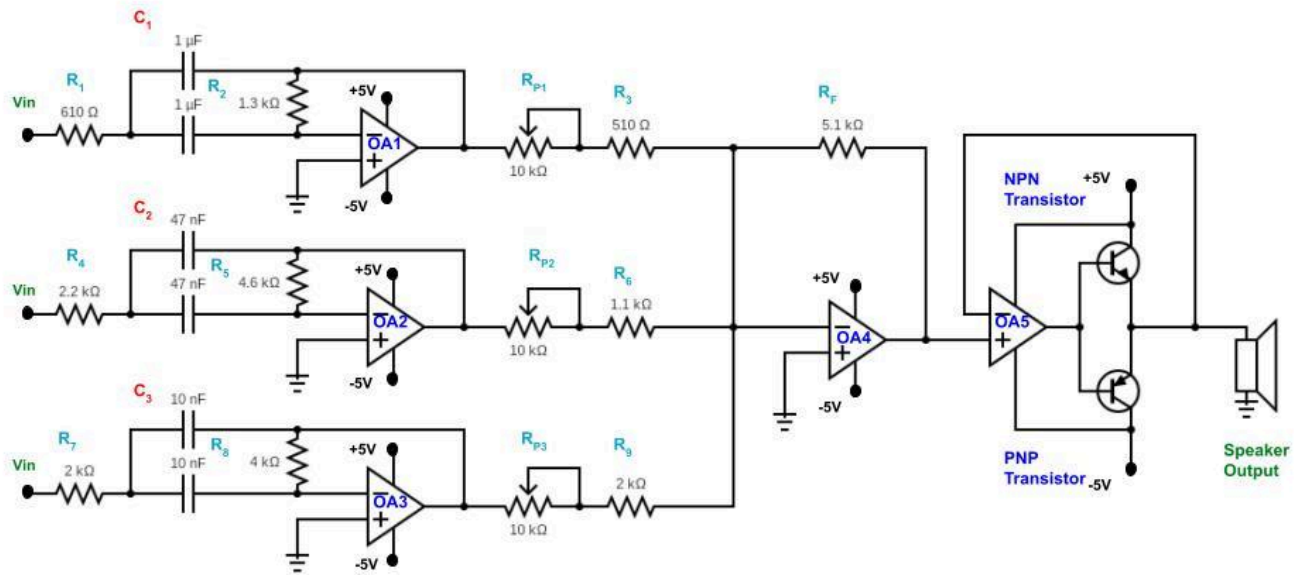 C1
1 μF
R1
R2
Vin
610 Ω
1 μF
1.3 kΩ
+5V
OA1
-5V
RP1
10 kΩ
R3
510 Ω
RF
5.1 kΩ
C2
47 nF
R4
R5
Vin
2.2 kΩ
47 nF
4.6 kΩ
+5V
OA2
-5V
RP2
10 kΩ
R6
1.1 kΩ
+5V
OA4
-5V
NPN
Transistor
+5V
OA5
PNP
Transistor
-5V
Speaker
Output
C3
10 nF
R7
R8
Vin
2 kΩ
10 nF
4 kΩ
+5V
OA3
-5V
RP3
10 kΩ
R9
2 kΩ